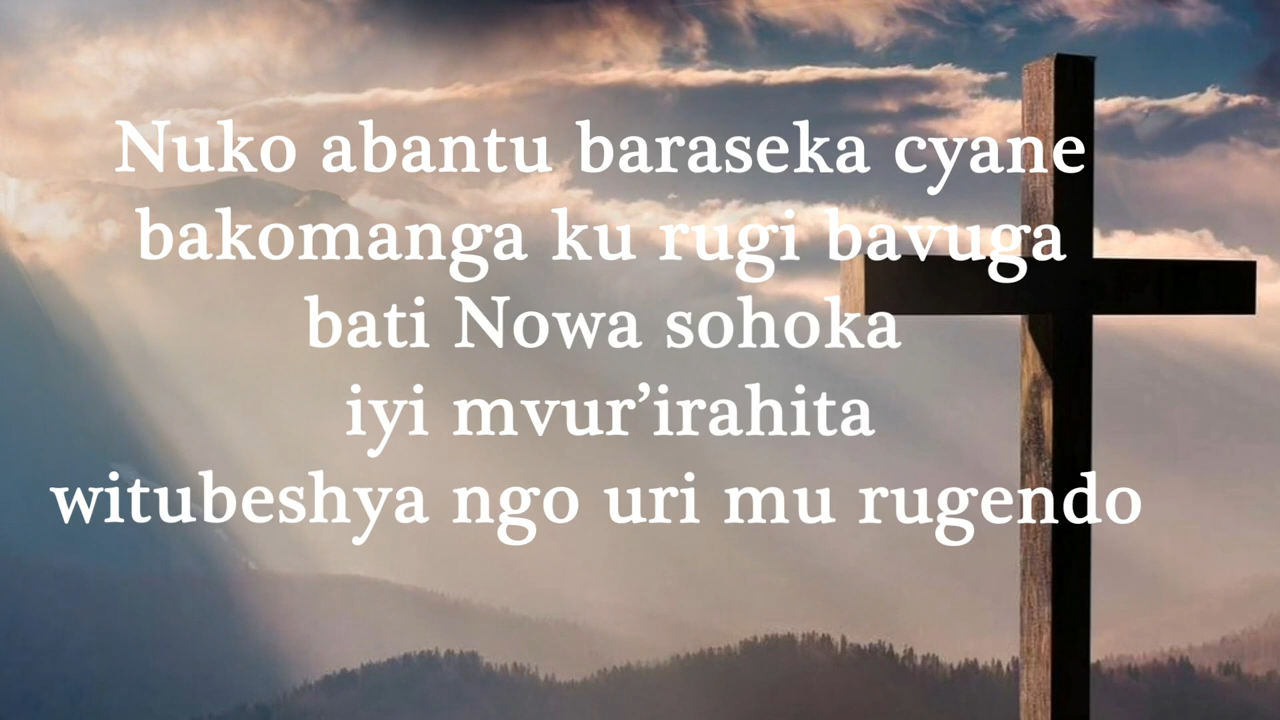 Nuko abantu baraseka cyane
bakomanga ku rugi bavuga
bati Nowa sohoka
iyi mvur’irahita
witubeshya ngo uri mu rugendo